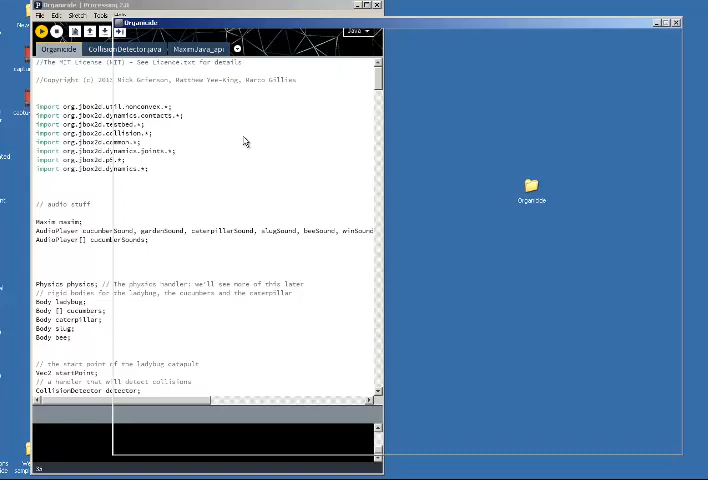 Organicide | Processing 2.0
File Edit Sketch Tools
Organicide
Java
Organicide CollisionDetector.java MaximJava_api
//The MIT License (MIT) - See Licence.txt for details
//Copyright (c) 2013 Mick Grierson, Matthew Yee-King, Marco Gillies
import org.jbox2d.util.nonconvex.*;
import org.jbox2d.dynamics.contacts.*;
import org.jbox2d.testbed.*;
import org.jbox2d.collision.*;
import org.jbox2d.common.*;
import org.jbox2d.dynamics.joints.*;
import org.jbox2d.p5.*;
import org.jbox2d.dynamics.*;
// audio stuff
Maxim maxim;
AudioPlayer cucumberSound, gardenSound, caterpillarSound, slugSound, beeSound, winSound
AudioPlayer[] cucumberSounds;
Physics physics; // The physics handler: we'll see more of this later
// rigid bodies for the ladybug, the cucumbers and the caterpillar
Body ladybug;
Body [] cucumbers;
Body caterpillar;
Body slug;
Body bee;
// the start point of the ladybug catapult
Vec2 startPoint;
// a handler that will detect collisions
CollisionDetector detector;
35
Organicide